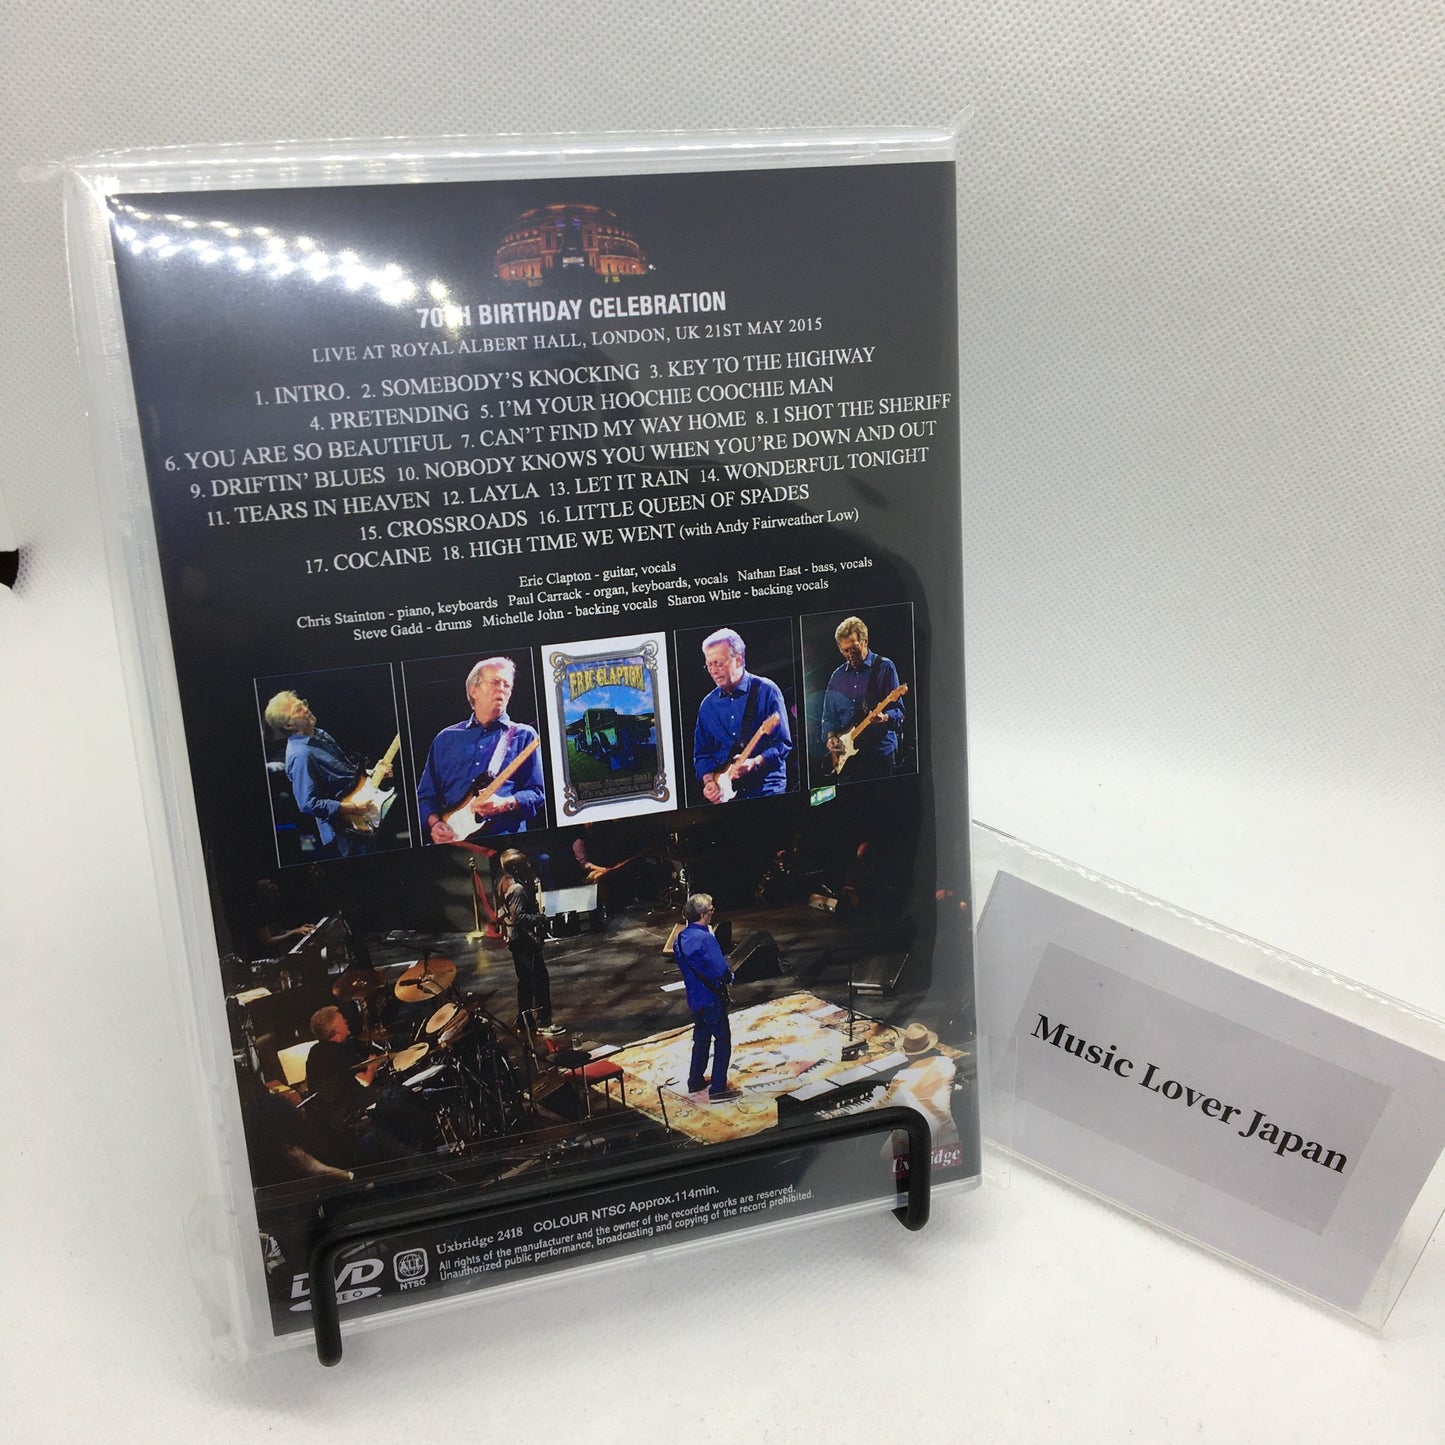 70TH BIRTHDAY CELEBRATION
LIVE AT ROYAL ALBERT HALL, LONDON, UK 21ST MAY 2015
1. INTRO. 2. SOMEBODY'S KNOCKING 3. KEY TO THE HIGHWAY
4. PRETENDING 5. I'M YOUR HOOCHIE COOCHIE MAN
6. YOU ARE SO BEAUTIFUL 7. CAN'T FIND MY WAY HOME 8. I SHOT THE SHERIFF
9. DRIFTIN' BLUES 10. NOBODY KNOWS YOU WHEN YOU'RE DOWN AND OUT
11. TEARS IN HEAVEN 12. LAYLA 13. LET IT RAIN 14. WONDERFUL TONIGHT
15. CROSSROADS 16. LITTLE QUEEN OF SPADES
17. COCAINE 18. HIGH TIME WE WENT (with Andy Fairweather Low)
Eric Clapton - guitar, vocals
Chris Stainton - piano, keyboards Paul Carrack - organ, keyboards, vocals Nathan East - bass, vocals
Steve Gadd - drums Michelle John - backing vocals Sharon White - backing vocals
ERIC CLAPTON
Uxbridge
Uxbridge 2418 COLOUR NTSC Approx.114min.
All rights of the manufacturer and the owner of the recorded works are reserved.
Unauthorized public performance, broadcasting and copying of the record prohibited.
DVD
VIDEO
ALL
NTSC
Music Lover Japan